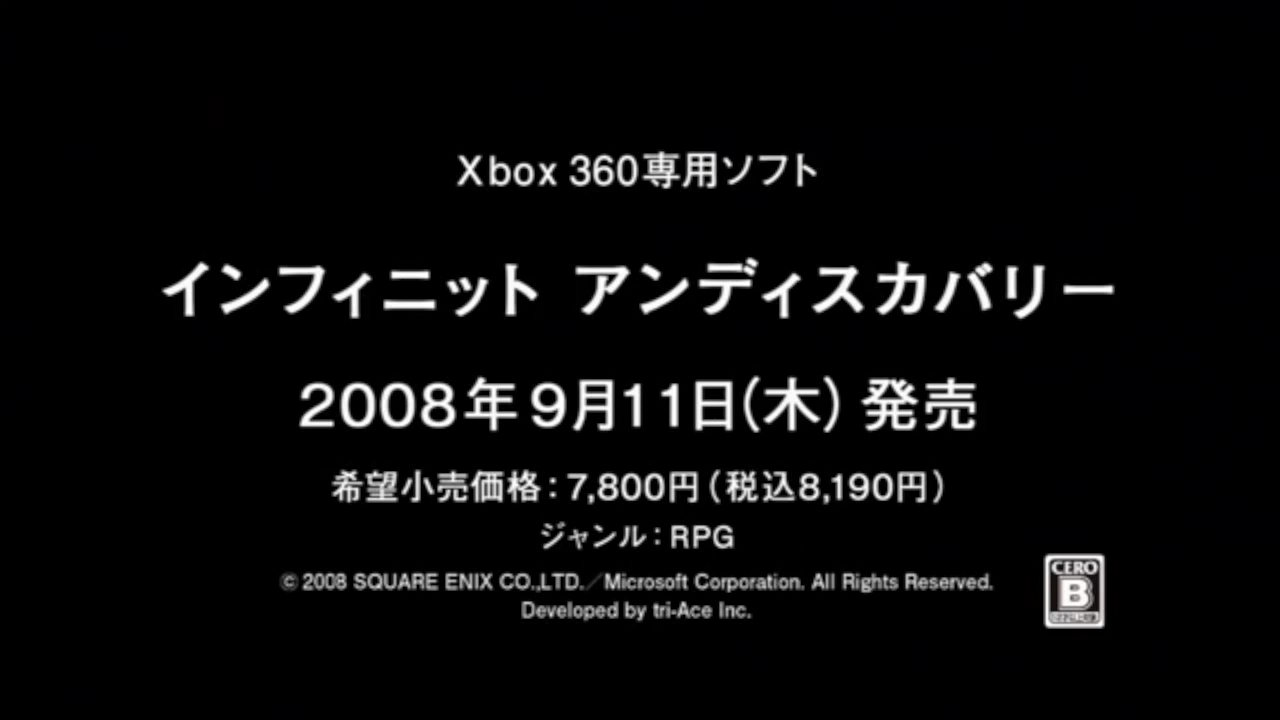 Xbox 360専用ソフト
インフィニット アンディスカバリー
2008年9月11日(木) 発売
希望小売価格：7,800円（税込8,190円）
ジャンル：RPG
© 2008 SQUARE ENIX CO.,LTD.／Microsoft Corporation. All Rights Reserved.
Developed by tri-Ace Inc.
CERO
B